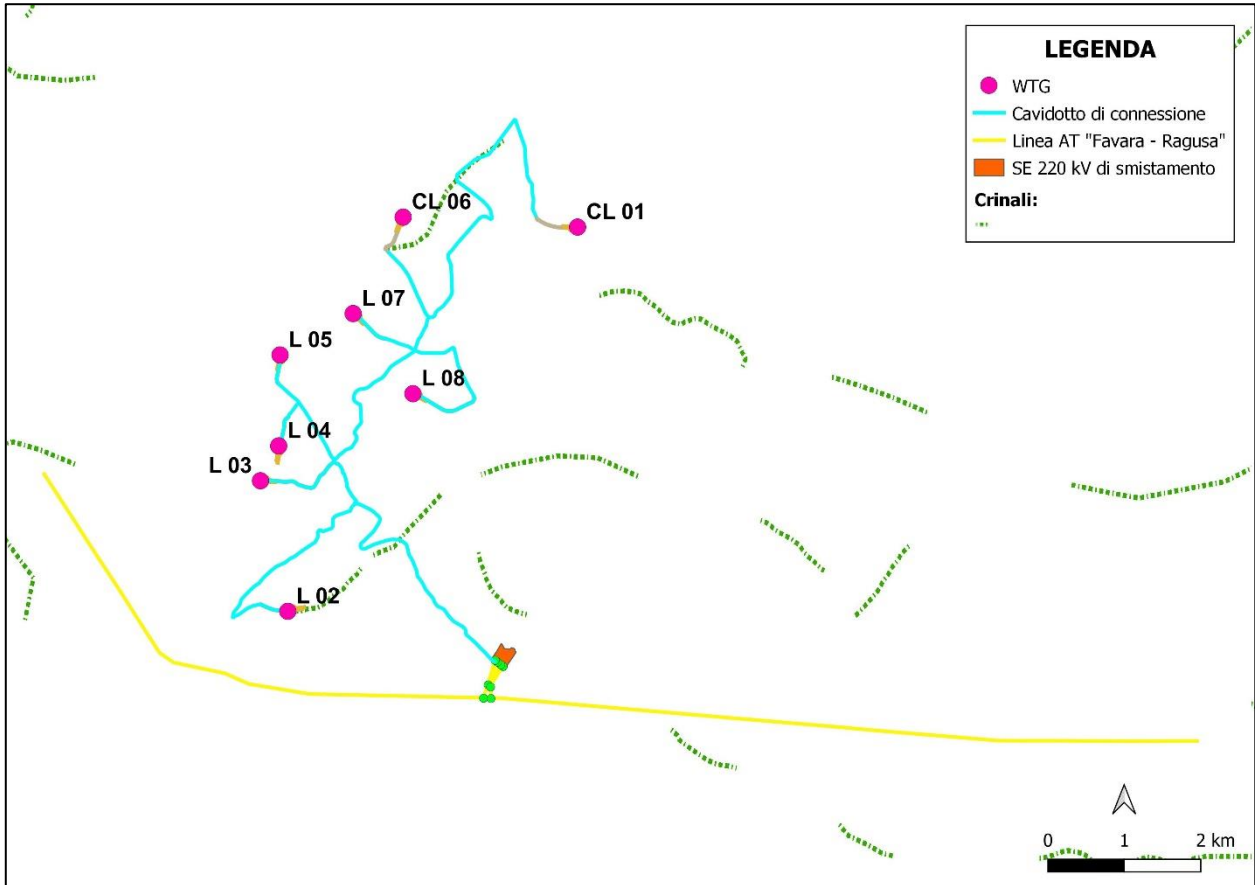 LEGENDA
WTG
Cavidotto di connessione
Linea AT "Favara - Ragusa"
SE 220 kV di smistamento
Crinali:
CL 06
CL 01
L 07
L 05
L 08
L 04
L 03
L 02
0 1 2 km